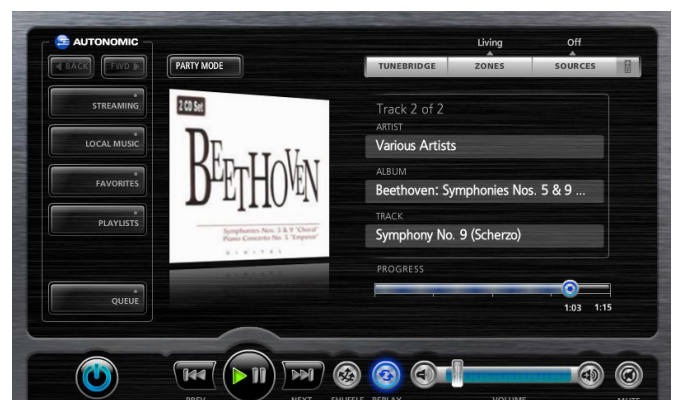 AUTONOMIC
BACK
FWD
PARTY MODE
Living
Off
TUNEBRIDGE
ZONES
SOURCES
STREAMING
LOCAL MUSIC
FAVORITES
PLAYLISTS
QUEUE
2 CD Set
BEETHOVEN
Symphonies Nos. 5 & 9 "Choral"
Piano Concerto No. 5 "Emperor"
DIGITAL
Track 2 of 2
ARTIST
Various Artists
ALBUM
Beethoven: Symphonies Nos. 5 & 9 ...
TRACK
Symphony No. 9 (Scherzo)
PROGRESS
1:03 1:15
PREV
NEXT
SHUFFLE
REPLAY
VOLUME
MUTE